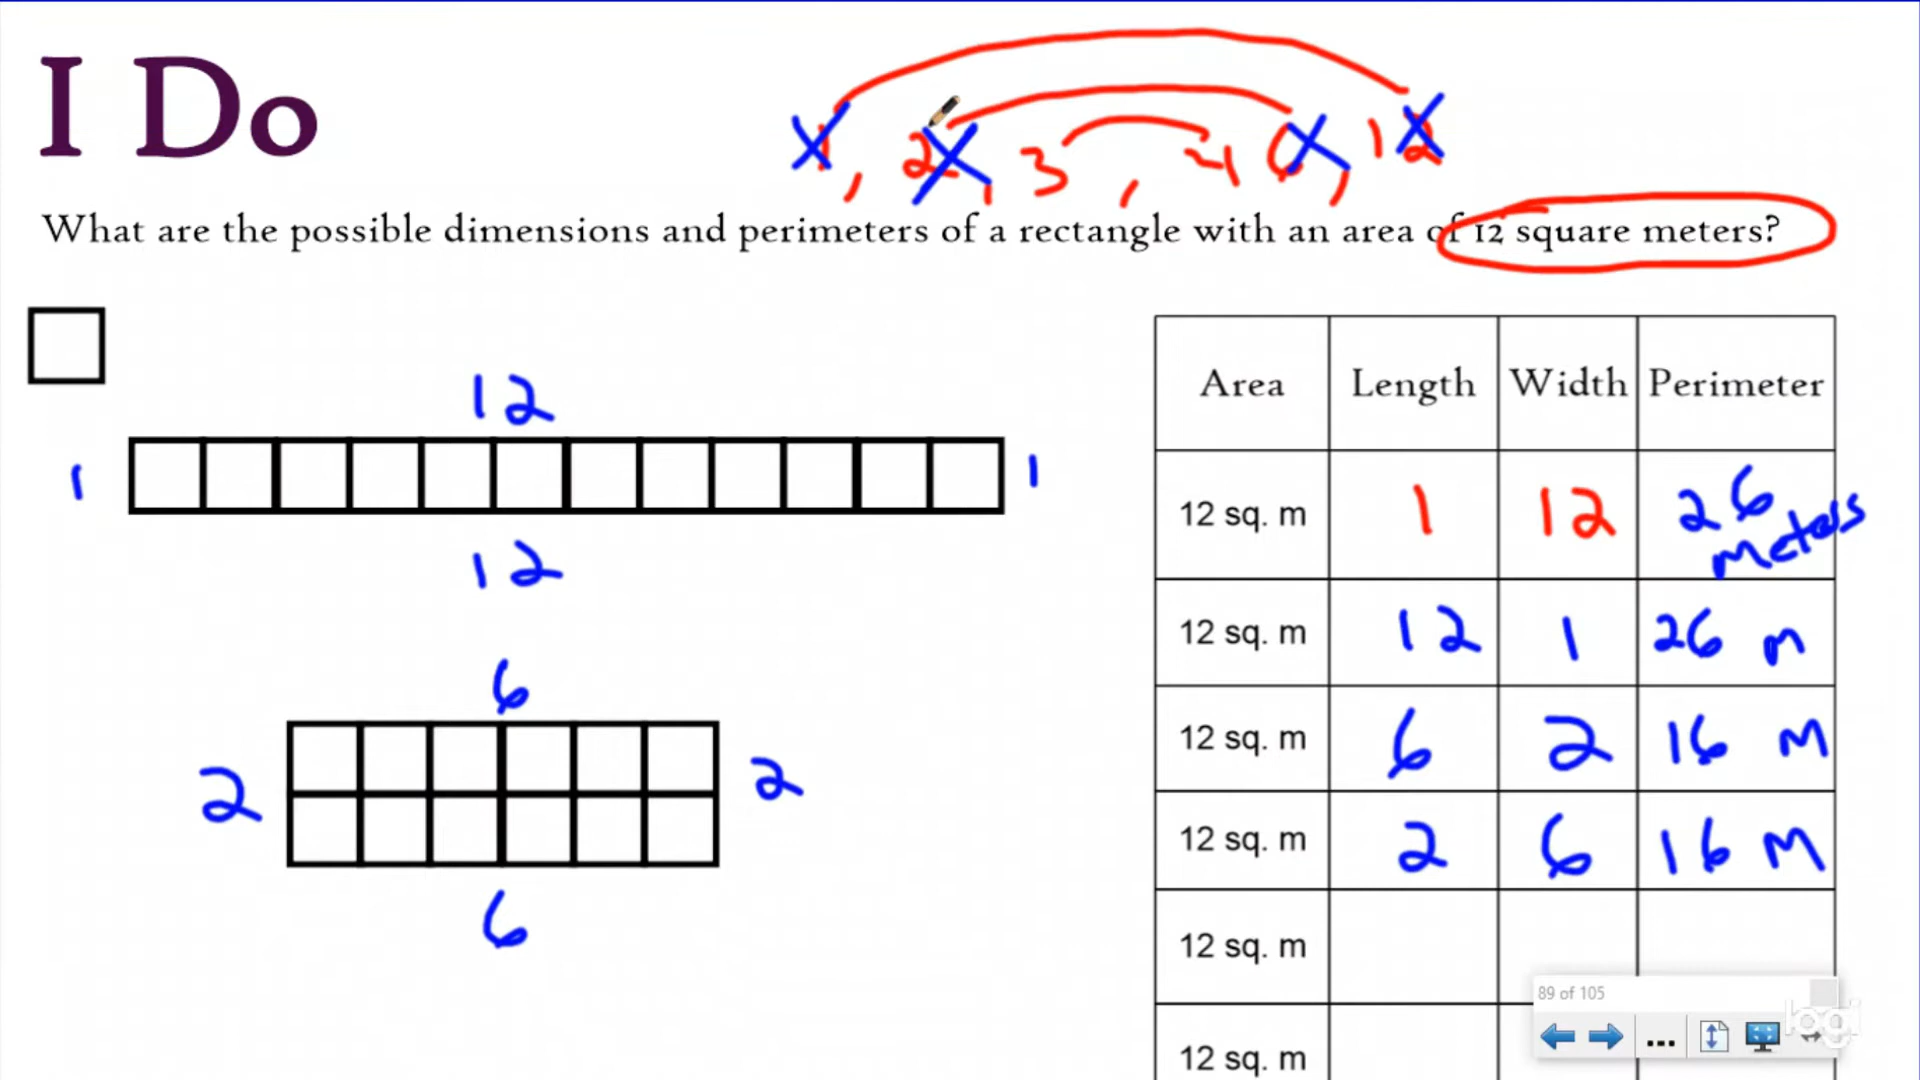 I Do
1, 2, 3, 4 6, 12
What are the possible dimensions and perimeters of a rectangle with an area of 12 square meters?
12
1 1
12
6
2 2
6
Area Length Width Perimeter
12 sq. m 1 12 26 meters
12 sq. m 12 1 26 m
12 sq. m 6 2 16 m
12 sq. m 2 6 16 m
12 sq. m
12 sq. m
89 of 105
logi